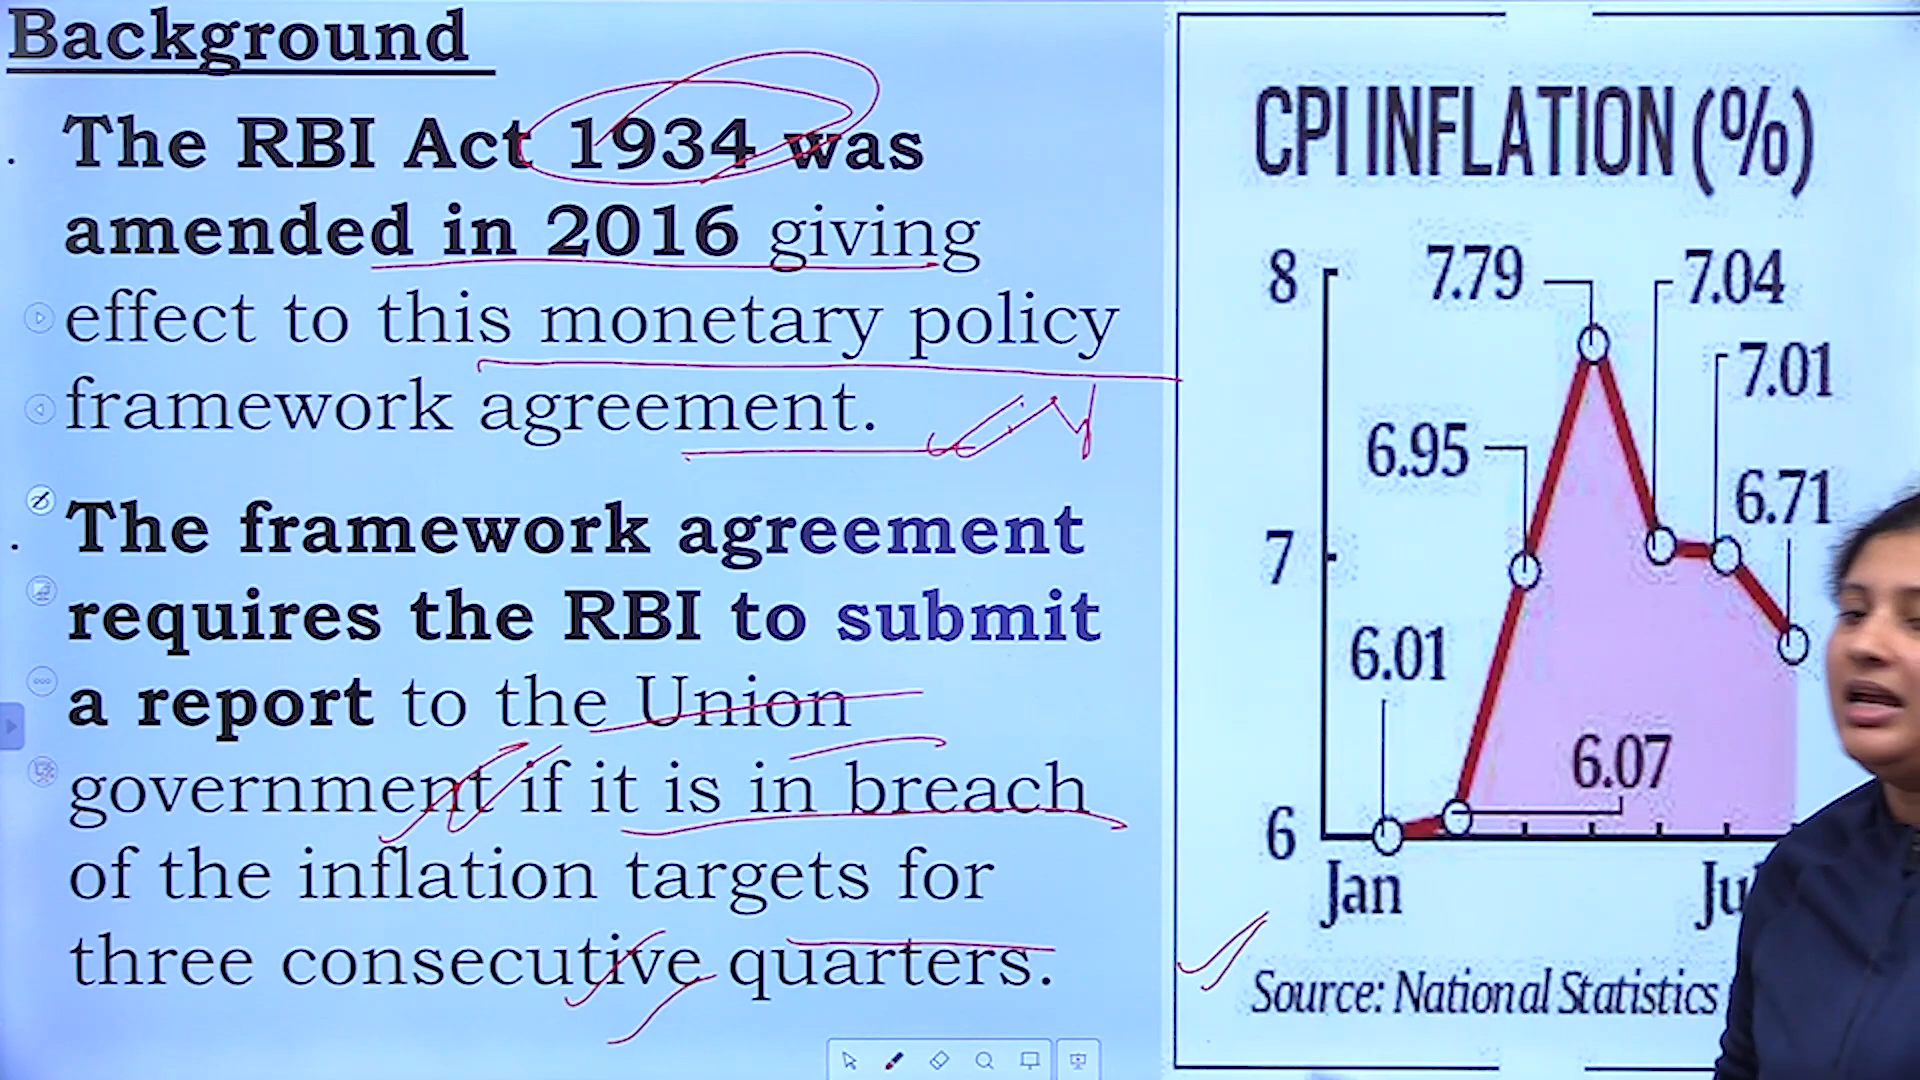 Background
. The RBI Act 1934 was
amended in 2016 giving
effect to this monetary policy
framework agreement.
. The framework agreement
requires the RBI to submit
a report to the Union
government if it is in breach
of the inflation targets for
three consecutive quarters.
CPI INFLATION (%)
8
7.79
7.04
7.01
6.95
6.71
7
6.01
6.07
6
Jan
Source: National Statistics